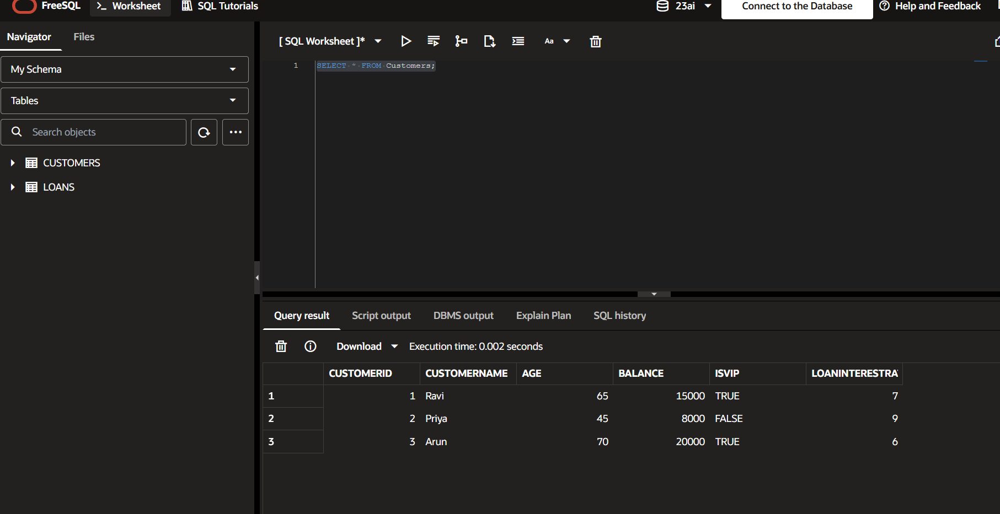 FreeSQL
Worksheet
SQL Tutorials
23ai
Connect to the Database
Help and Feedback
Navigator
Files
[ SQL Worksheet ]*
Aa
My Schema
1
SELECT * FROM Customers;
Tables
Search objects
CUSTOMERS
LOANS
Query result
Script output
DBMS output
Explain Plan
SQL history
Download
Execution time: 0.002 seconds
CUSTOMERID CUSTOMERNAME AGE BALANCE ISVIP LOANINTERESTRA
1 1 Ravi 65 15000 TRUE 7
2 2 Priya 45 8000 FALSE 9
3 3 Arun 70 20000 TRUE 6